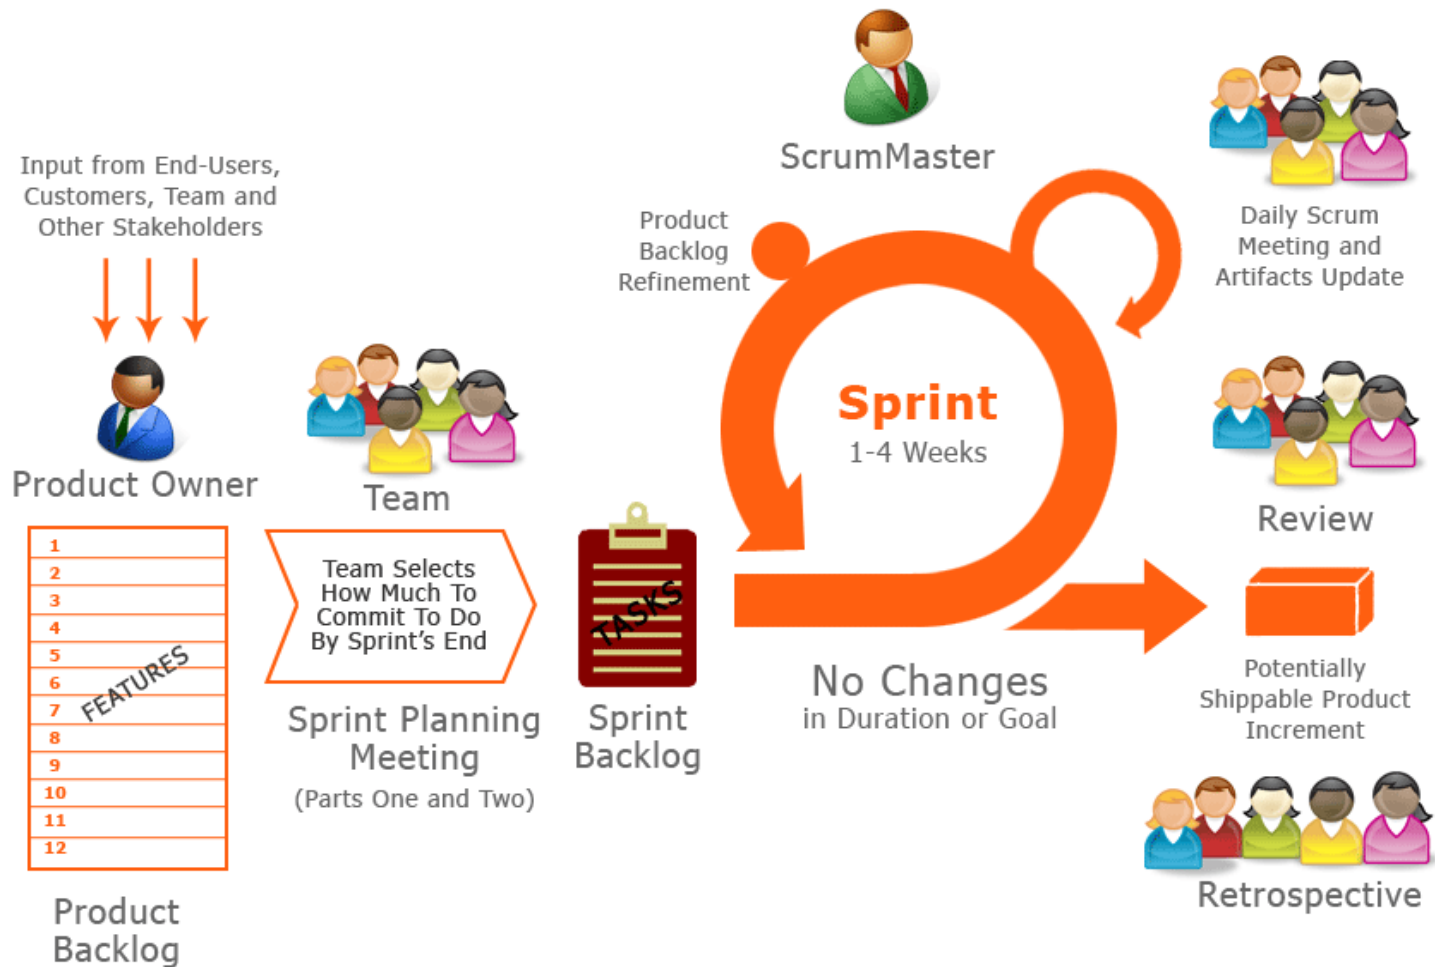 Input from End-Users,
Customers, Team and
Other Stakeholders
Product Owner
1
2
3
4
5
6
7
8
9
10
11
12
FEATURES
Product
Backlog
Team
Team Selects
How Much To
Commit To Do
By Sprint's End
Sprint Planning
Meeting
(Parts One and Two)
TASKS
Sprint
Backlog
ScrumMaster
Product
Backlog
Refinement
Sprint
1-4 Weeks
No Changes
in Duration or Goal
Daily Scrum
Meeting and
Artifacts Update
Review
Potentially
Shippable Product
Increment
Retrospective